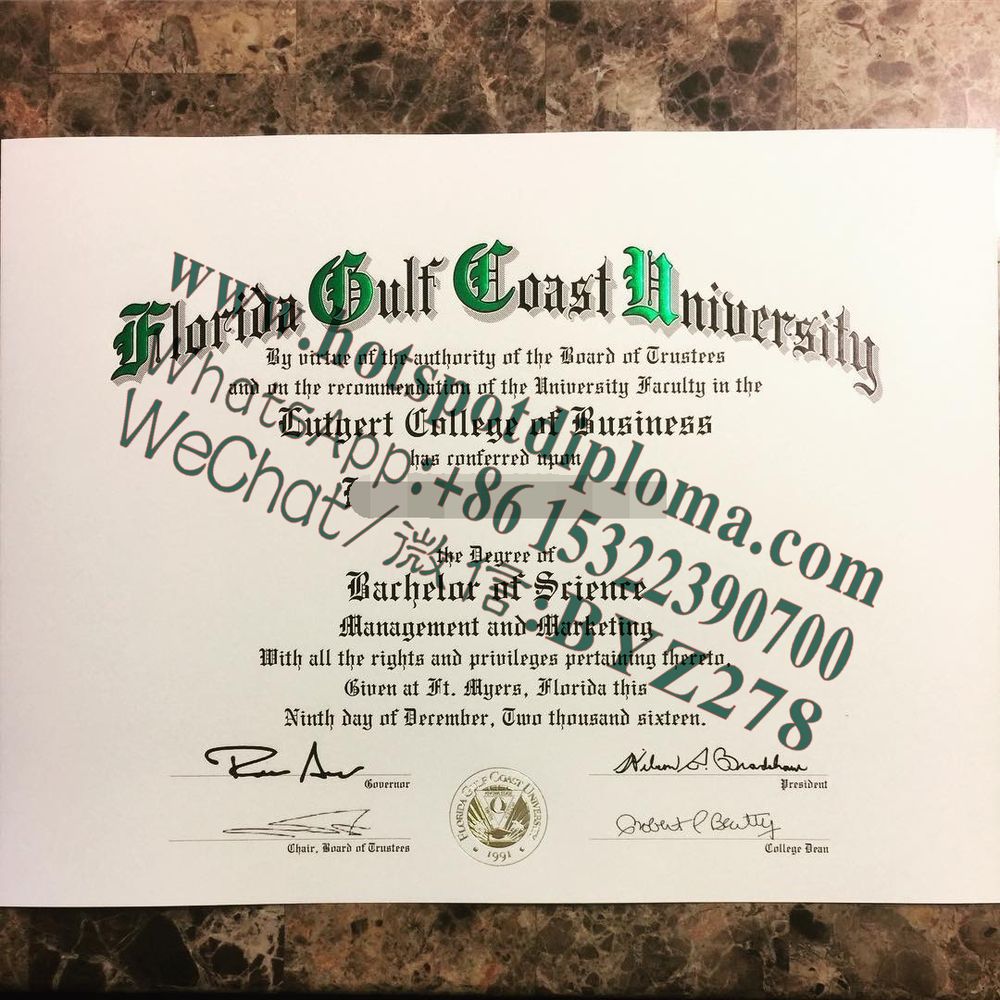 Florida Gulf Coast University
By virtue of the authority of the Board of Trustees
and on the recommendation of the University Faculty in the
Lutgert College of Business
has conferred upon
the Degree of
Bachelor of Science
Management and Marketing
With all the rights and privileges pertaining thereto,
Given at Ft. Myers, Florida this
Ninth day of December, Two thousand sixteen.
Governor
President
Chair, Board of Trustees
College Dean
FLORIDA GULF COAST UNIVERSITY
1991
www.hotspotdiploma.com
WhatsApp:+86 15322390700
WeChat/微信:BYZ278